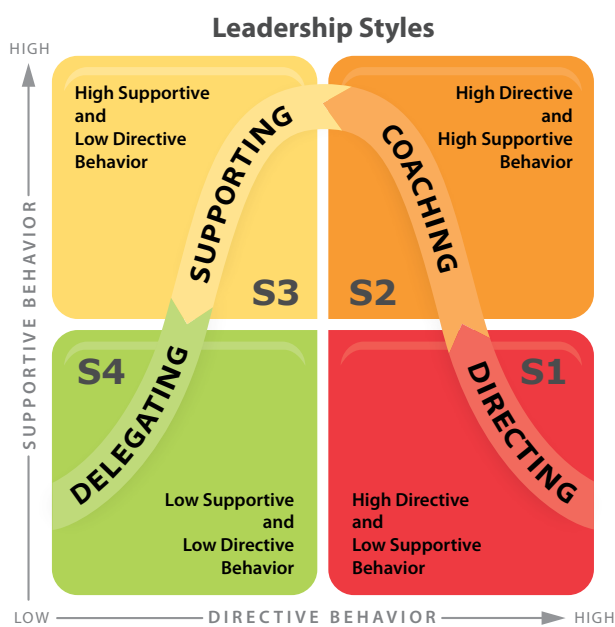 Leadership Styles
HIGH
SUPPORTIVE BEHAVIOR
High Supportive
and
Low Directive
Behavior
SUPPORTING
S3
High Directive
and
High Supportive
Behavior
COACHING
S2
S4
DELEGATING
Low Supportive
and
Low Directive
Behavior
S1
DIRECTING
High Directive
and
Low Supportive
Behavior
LOW
DIRECTIVE BEHAVIOR
HIGH